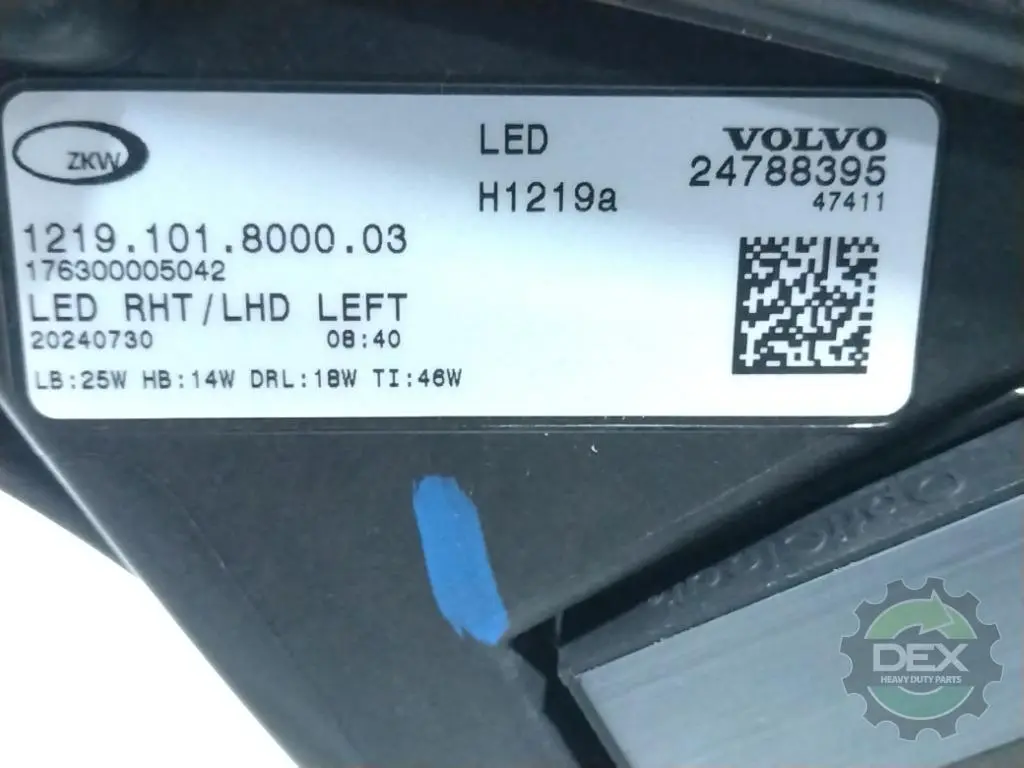 ZKW
LED
VOLVO
24788395
H1219a
47411
1219.101.8000.03
176300005042
LED RHT/LHD LEFT
20240730 08:40
LB:25W HB:14W DRL:18W TI:46W
DEX
HEAVY DUTY PARTS